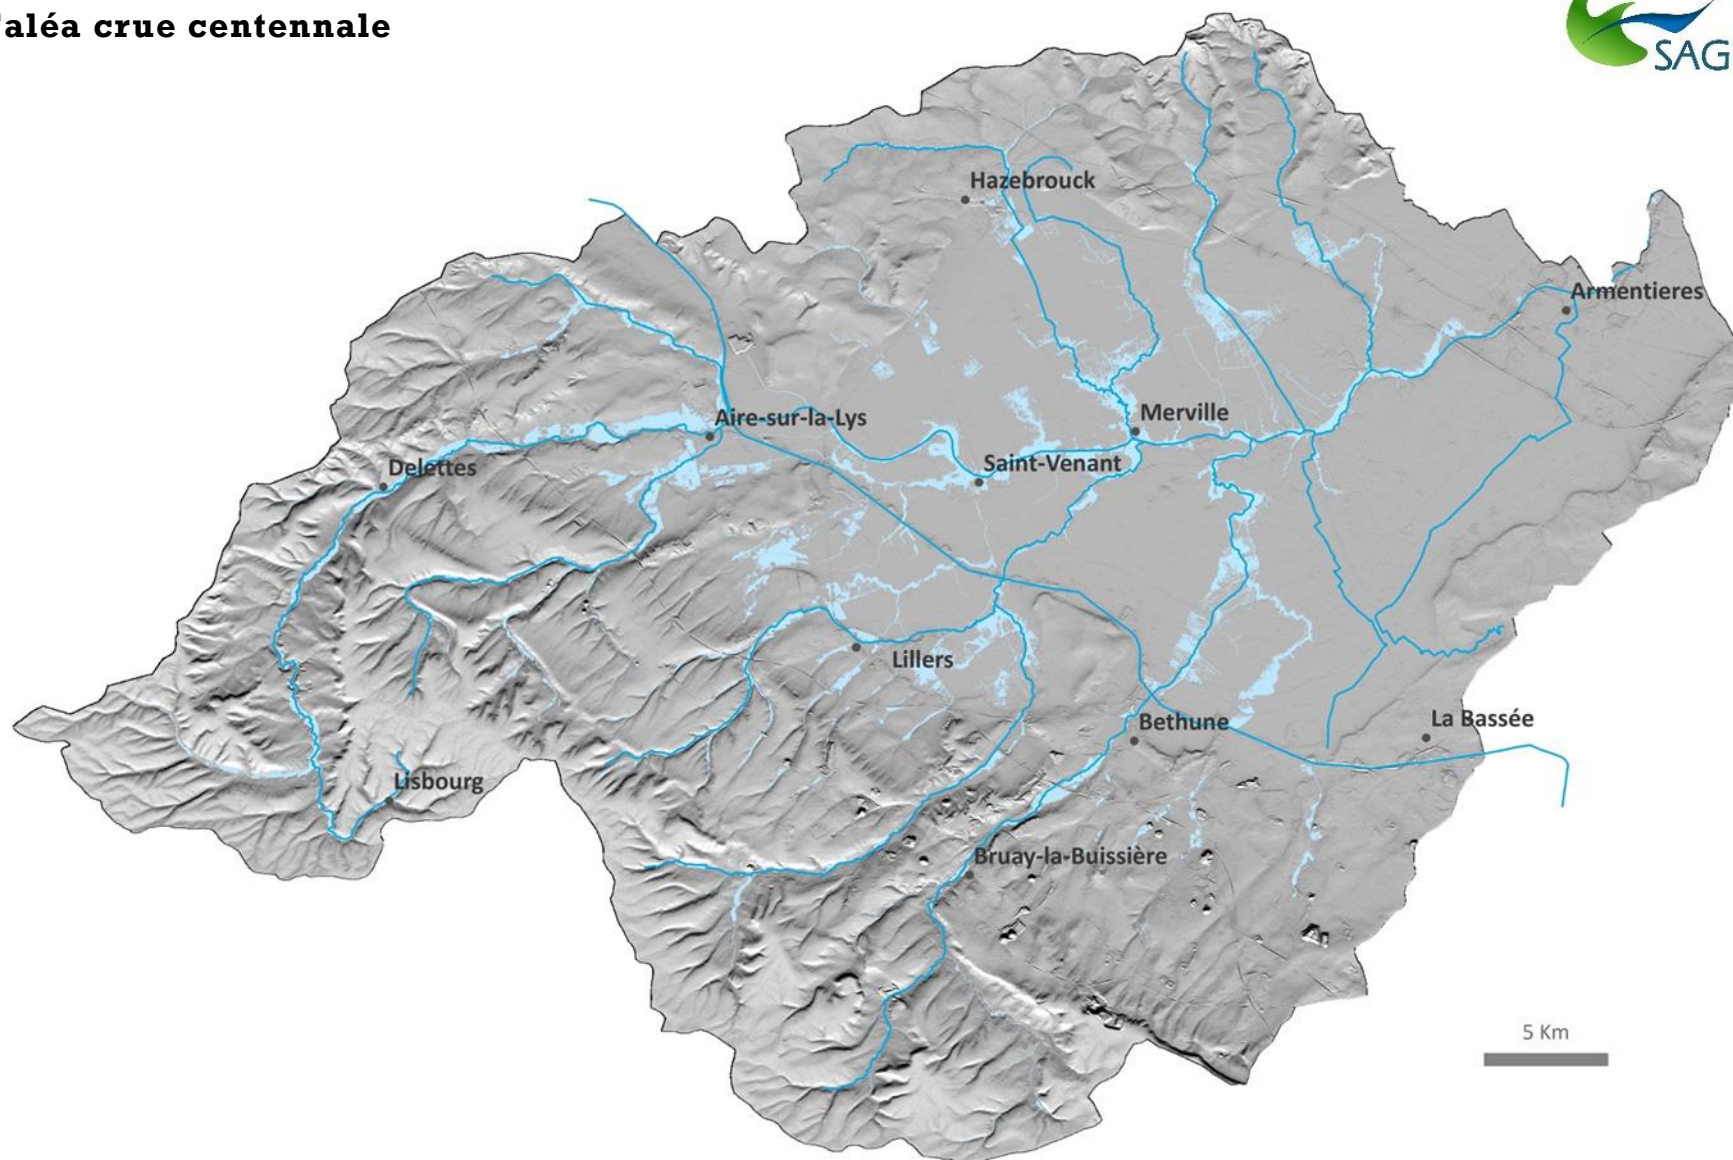 'aléa crue centennale
SAG
Hazebrouck
Armentieres
Aire-sur-la-Lys
Merville
Delettes
Saint-Venant
Lillers
Bethune
La Bassée
Lisbourg
Bruay-la-Buissière
5 Km